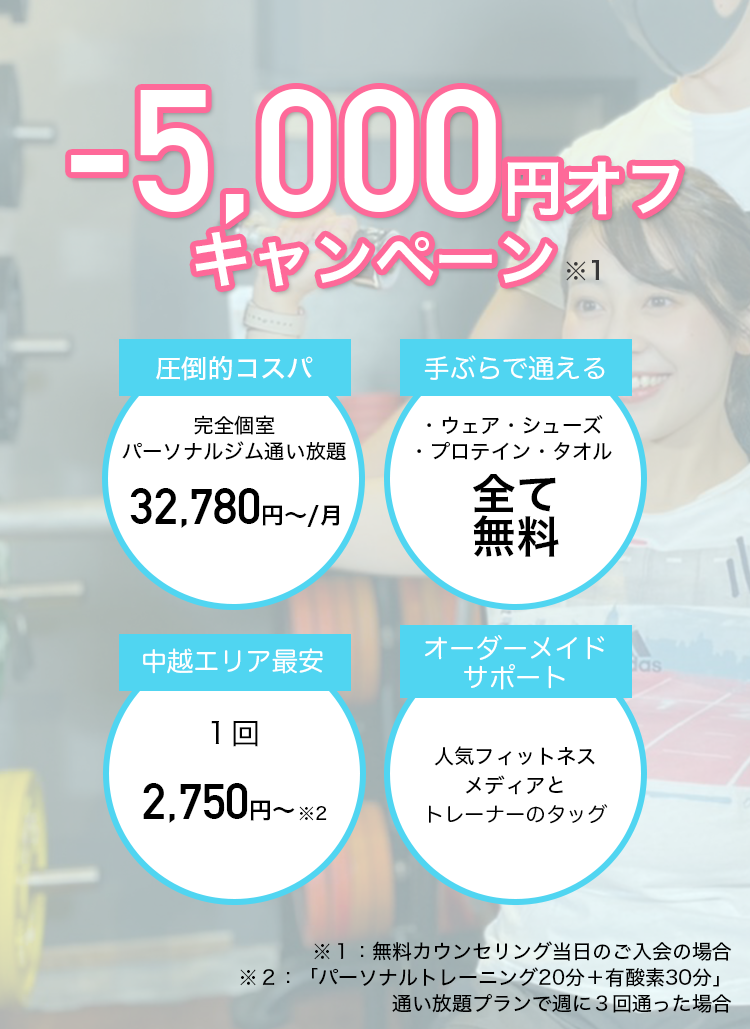 -5,000円オフ
キャンペーン ※1
圧倒的コスパ
完全個室
パーソナルジム通い放題
32,780円〜/月
手ぶらで通える
・ウェア・シューズ
・プロテイン・タオル
全て
無料
中越エリア最安
１回
2,750円〜※2
オーダーメイド
サポート
人気フィットネス
メディアと
トレーナーのタッグ
das
※１：無料カウンセリング当日のご入会の場合
※２：「パーソナルトレーニング20分＋有酸素30分」
通い放題プランで週に３回通った場合